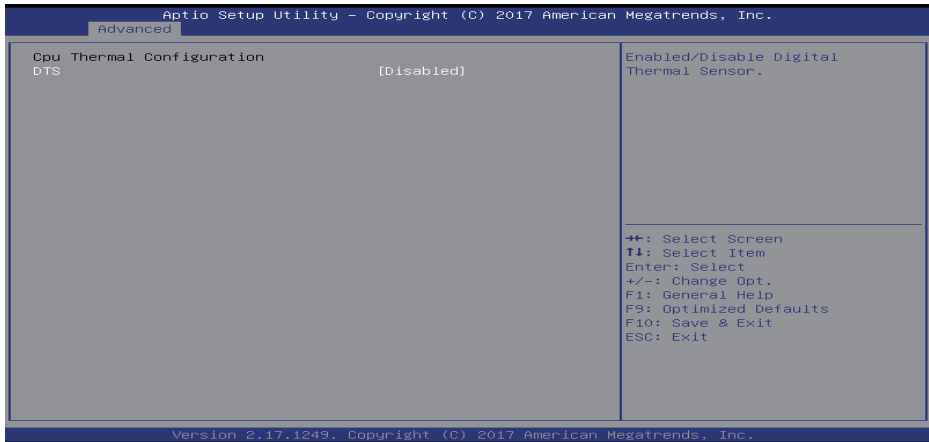 Aptio Setup Utility – Copyright (C) 2017 American Megatrends, Inc.
Advanced
Cpu Thermal Configuration
DTS [Disabled]
Enabled/Disable Digital
Thermal Sensor.
→←: Select Screen
↑↓: Select Item
Enter: Select
+/-: Change Opt.
F1: General Help
F9: Optimized Defaults
F10: Save & Exit
ESC: Exit
Version 2.17.1249. Copyright (C) 2017 American Megatrends, Inc.